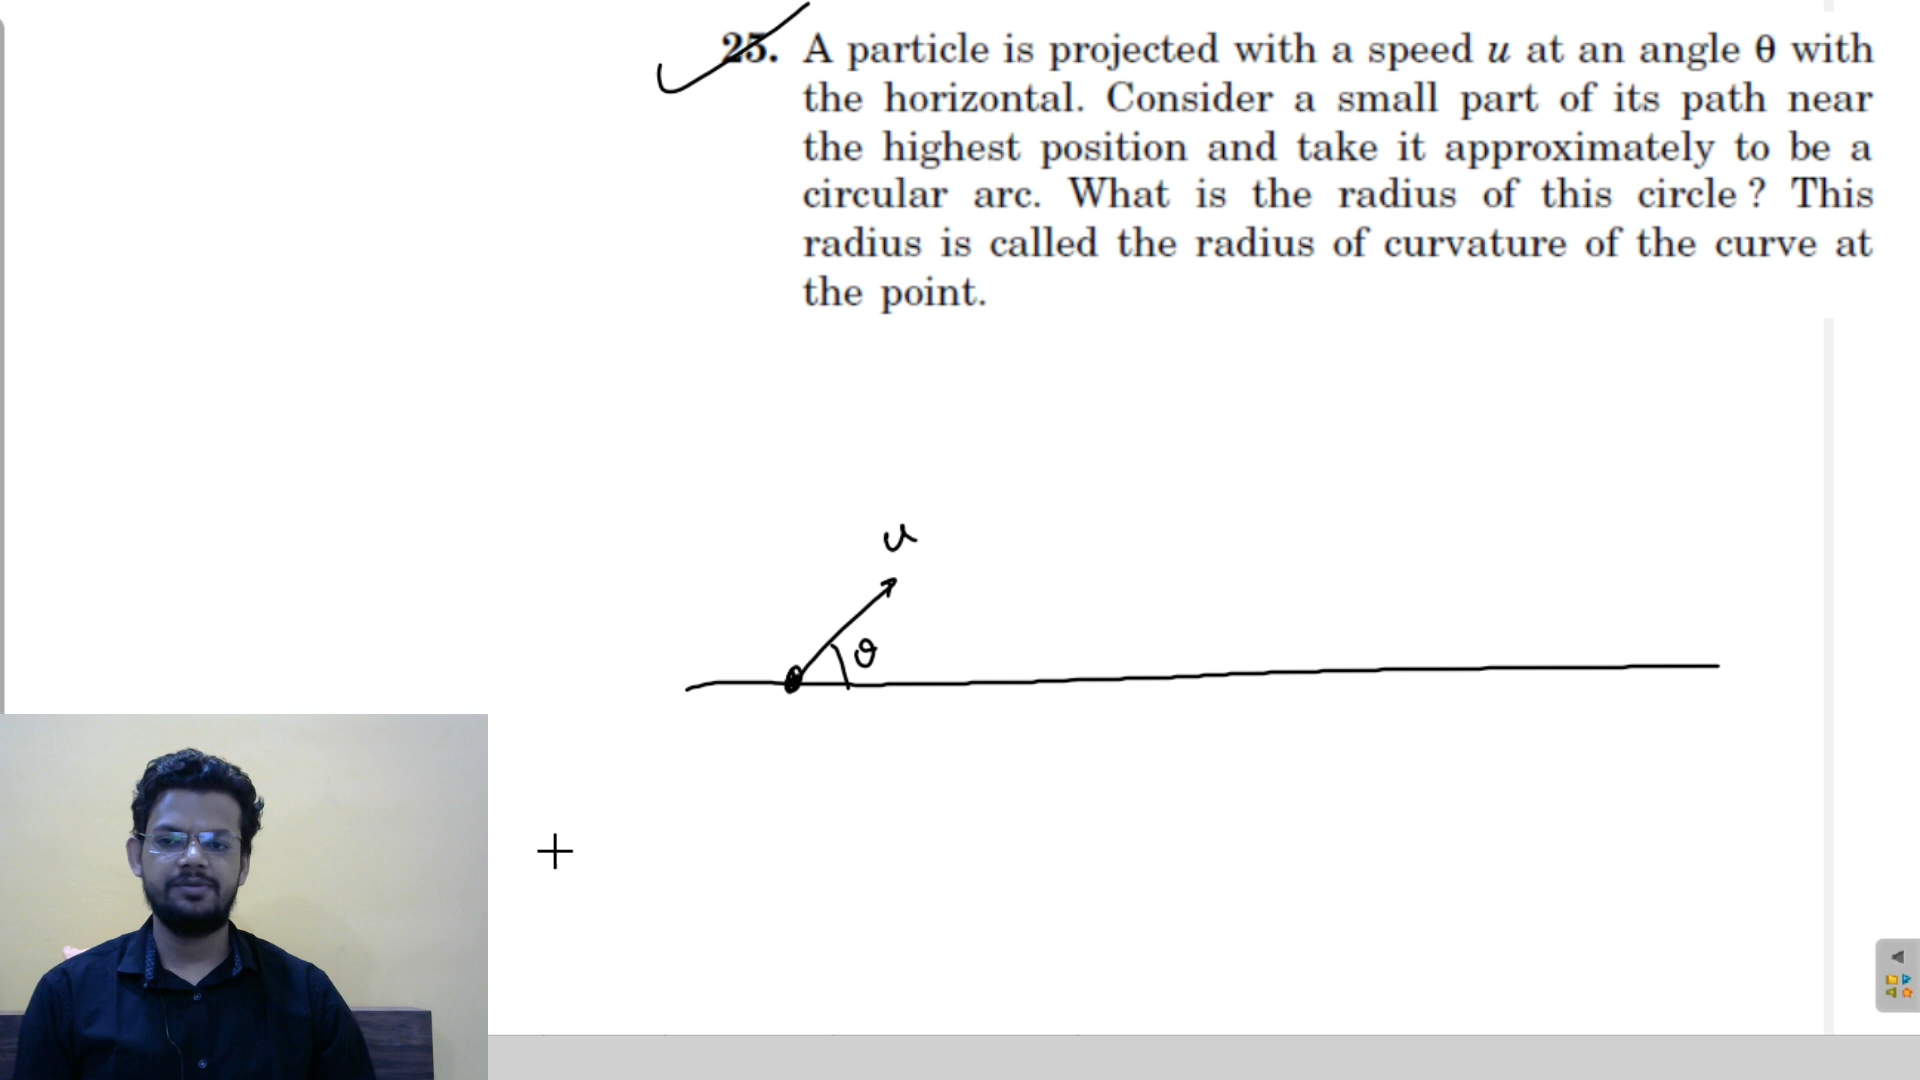 25. A particle is projected with a speed u at an angle θ with
the horizontal. Consider a small part of its path near
the highest position and take it approximately to be a
circular arc. What is the radius of this circle ? This
radius is called the radius of curvature of the curve at
the point.
u
θ